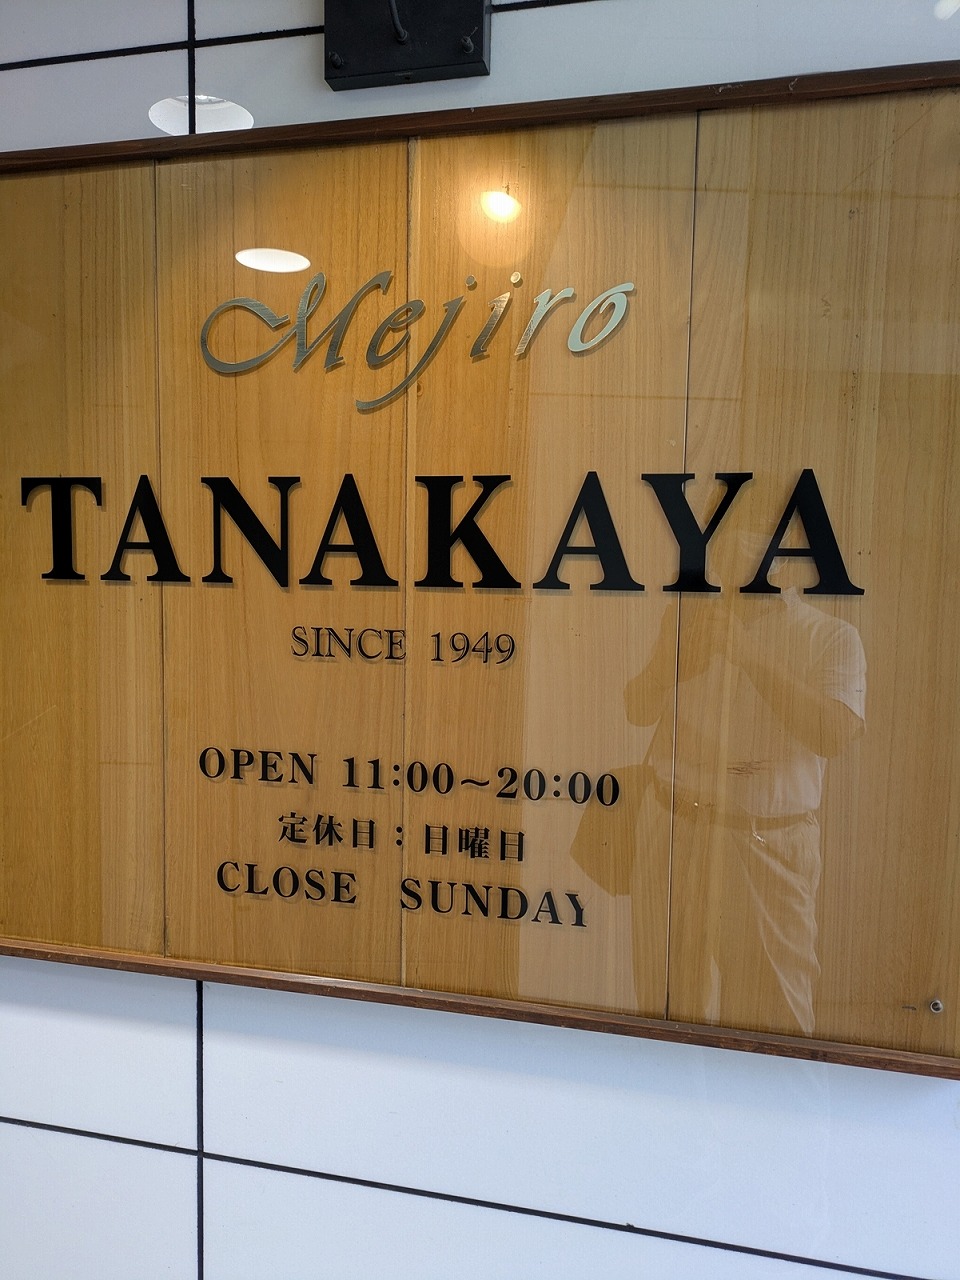 Mejiro
TANAKAYA
SINCE 1949
OPEN 11:00～20:00
定休日：日曜日
CLOSE SUNDAY